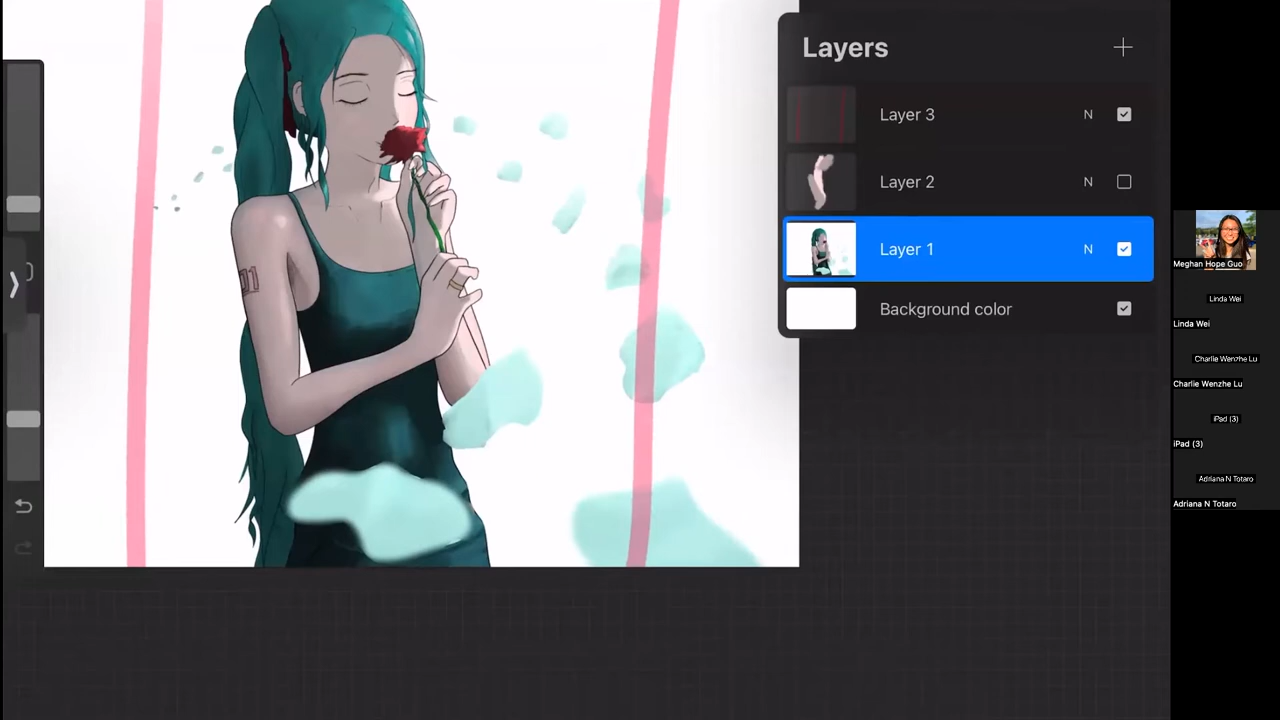 Layers
Layer 3 N
Layer 2 N
Layer 1 N
Background color
01
Meghan Hope Guo
Linda Wei
Linda Wei
Charlie Wenzhe Lu
Charlie Wenzhe Lu
iPad (3)
iPad (3)
Adriana N Totaro
Adriana N Totaro